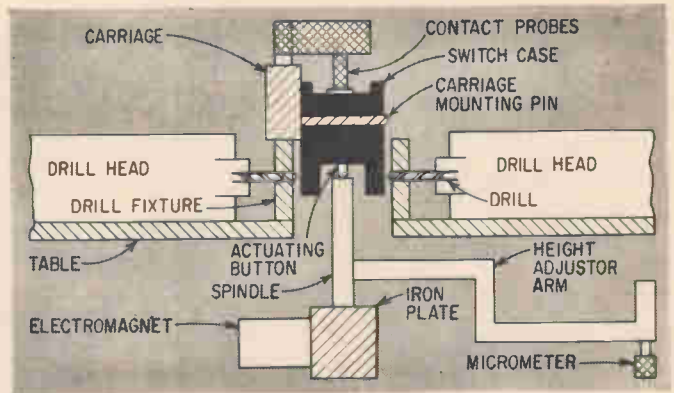 CARRIAGE
CONTACT PROBES
SWITCH CASE
CARRIAGE
MOUNTING PIN
DRILL HEAD
DRILL HEAD
DRILL FIXTURE
DRILL
TABLE
ACTUATING
BUTTON
SPINDLE
HEIGHT
ADJUSTOR
ARM
IRON
PLATE
ELECTROMAGNET
MICROMETER